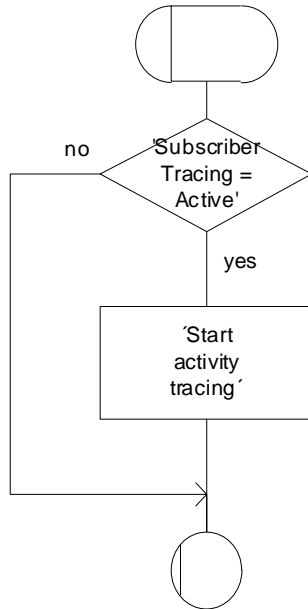 no
'Subscriber
Tracing =
Active'
yes
´Start
activity
tracing´